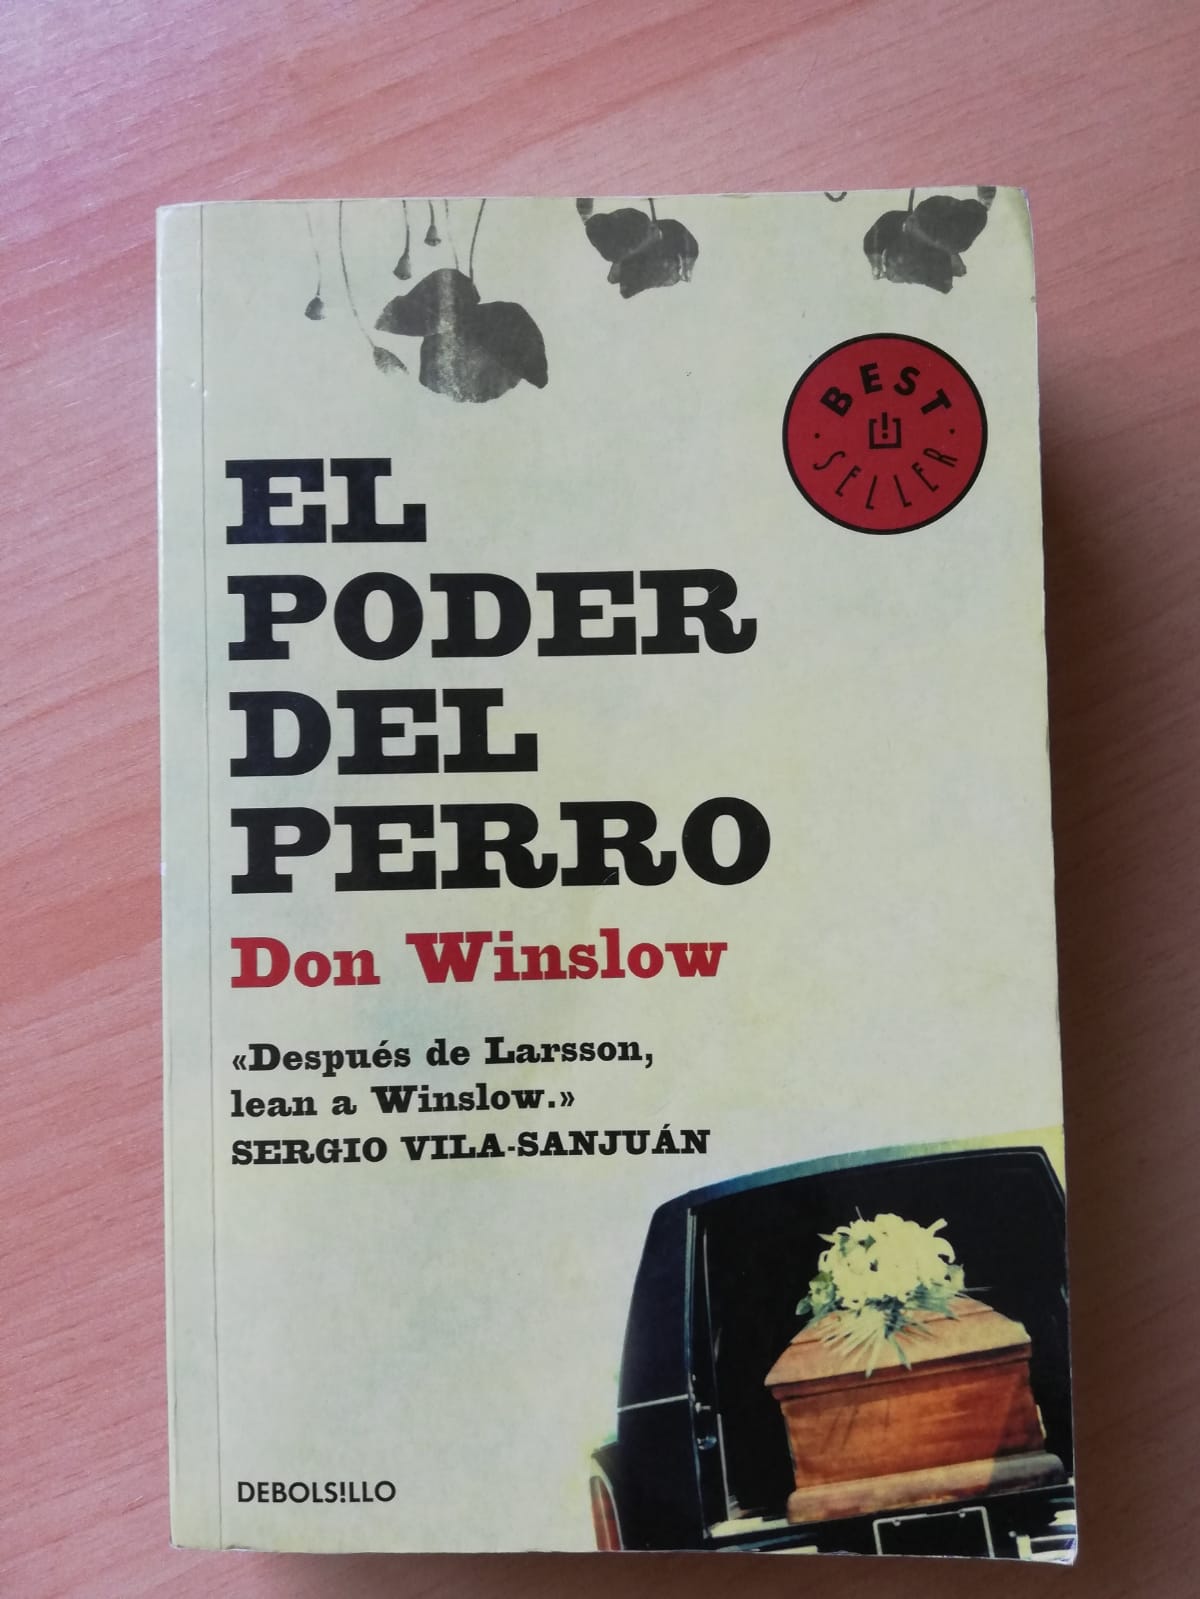 BEST
SELLER
EL
PODER
DEL
PERRO
Don Winslow
«Después de Larsson,
lean a Winslow.»
SERGIO VILA-SANJUÁN
DEBOLS!LLO